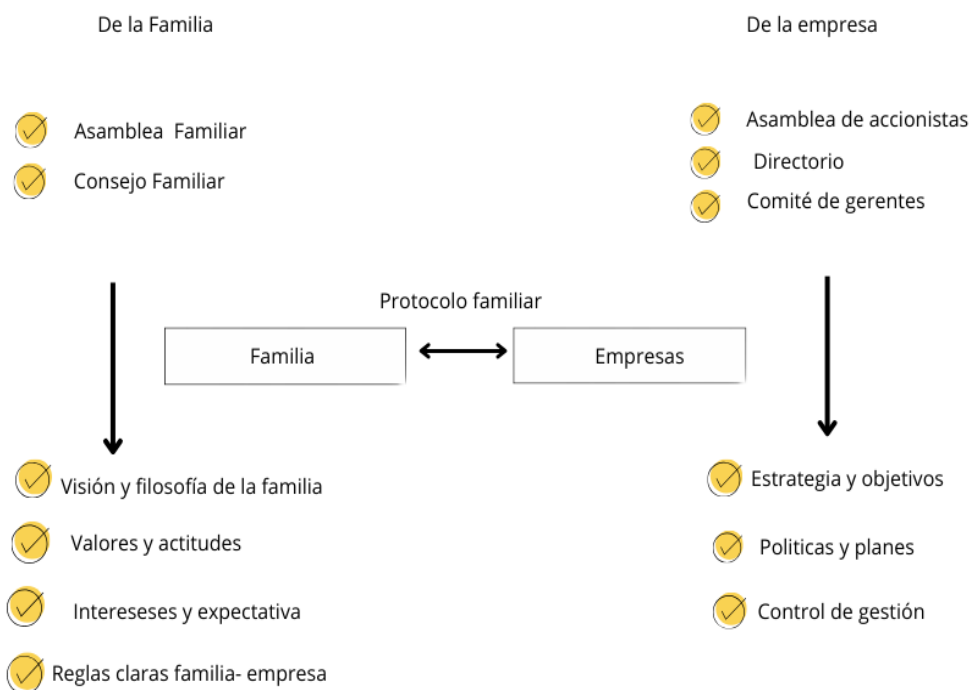 De la Familia
De la empresa
Asamblea Familiar
Consejo Familiar
Asamblea de accionistas
Directorio
Comité de gerentes
Protocolo familiar
Familia
Empresas
Visión y filosofía de la familia
Valores y actitudes
Intereseses y expectativa
Reglas claras familia- empresa
Estrategia y objetivos
Politicas y planes
Control de gestión